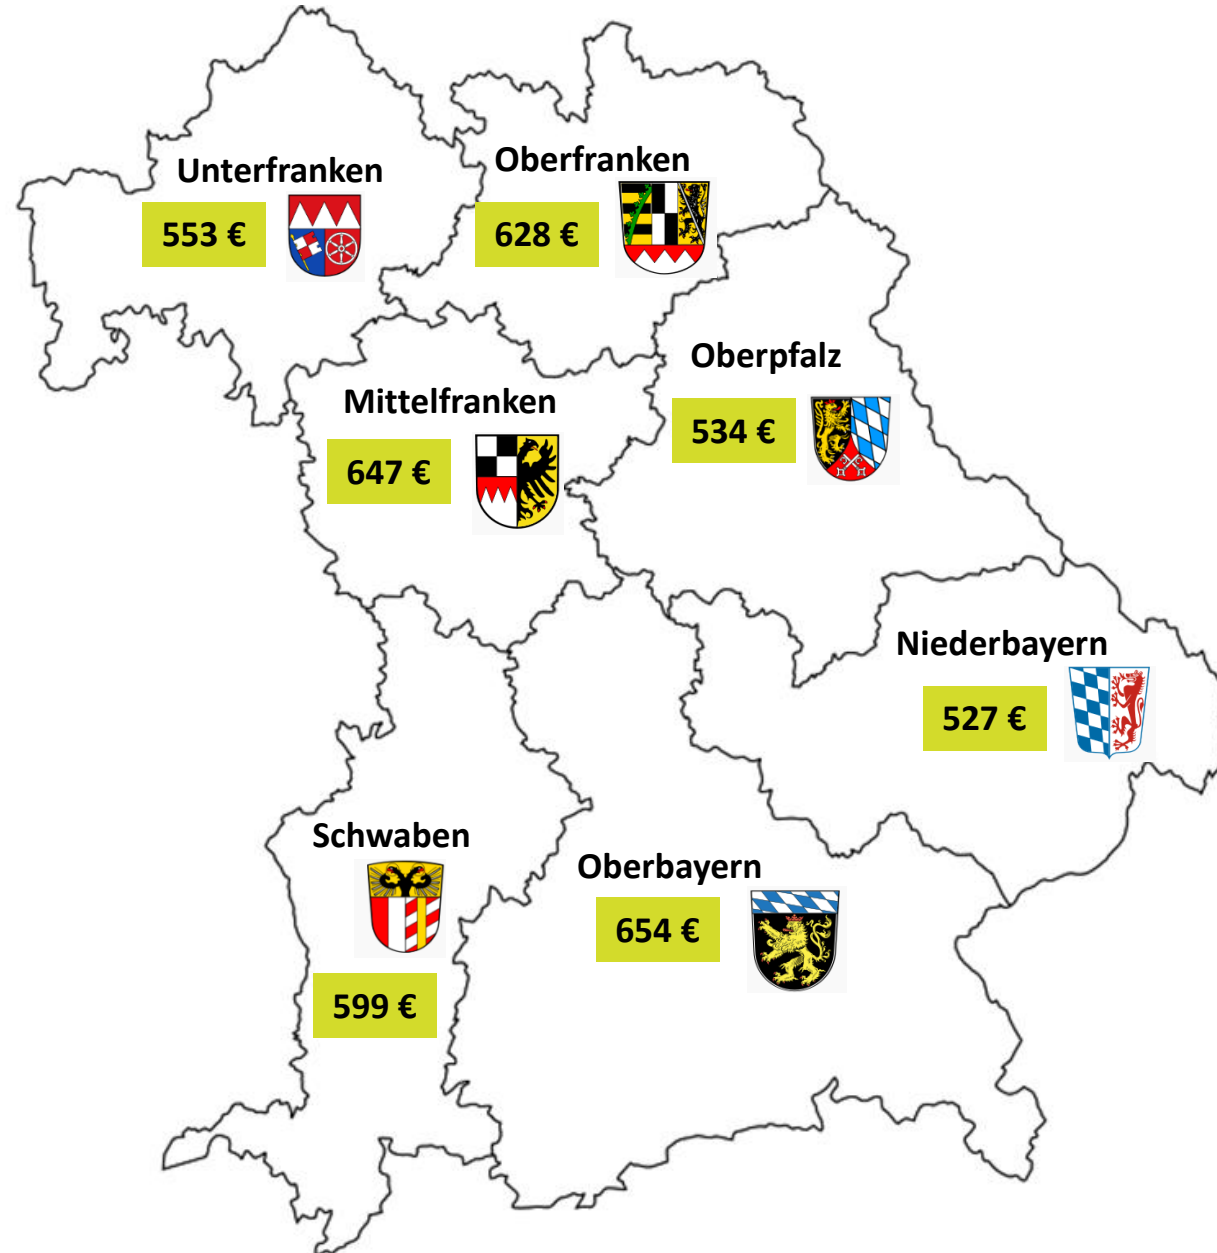 Unterfranken
553 €
Oberfranken
628 €
Oberpfalz
534 €
Mittelfranken
647 €
Niederbayern
527 €
Schwaben
599 €
Oberbayern
654 €